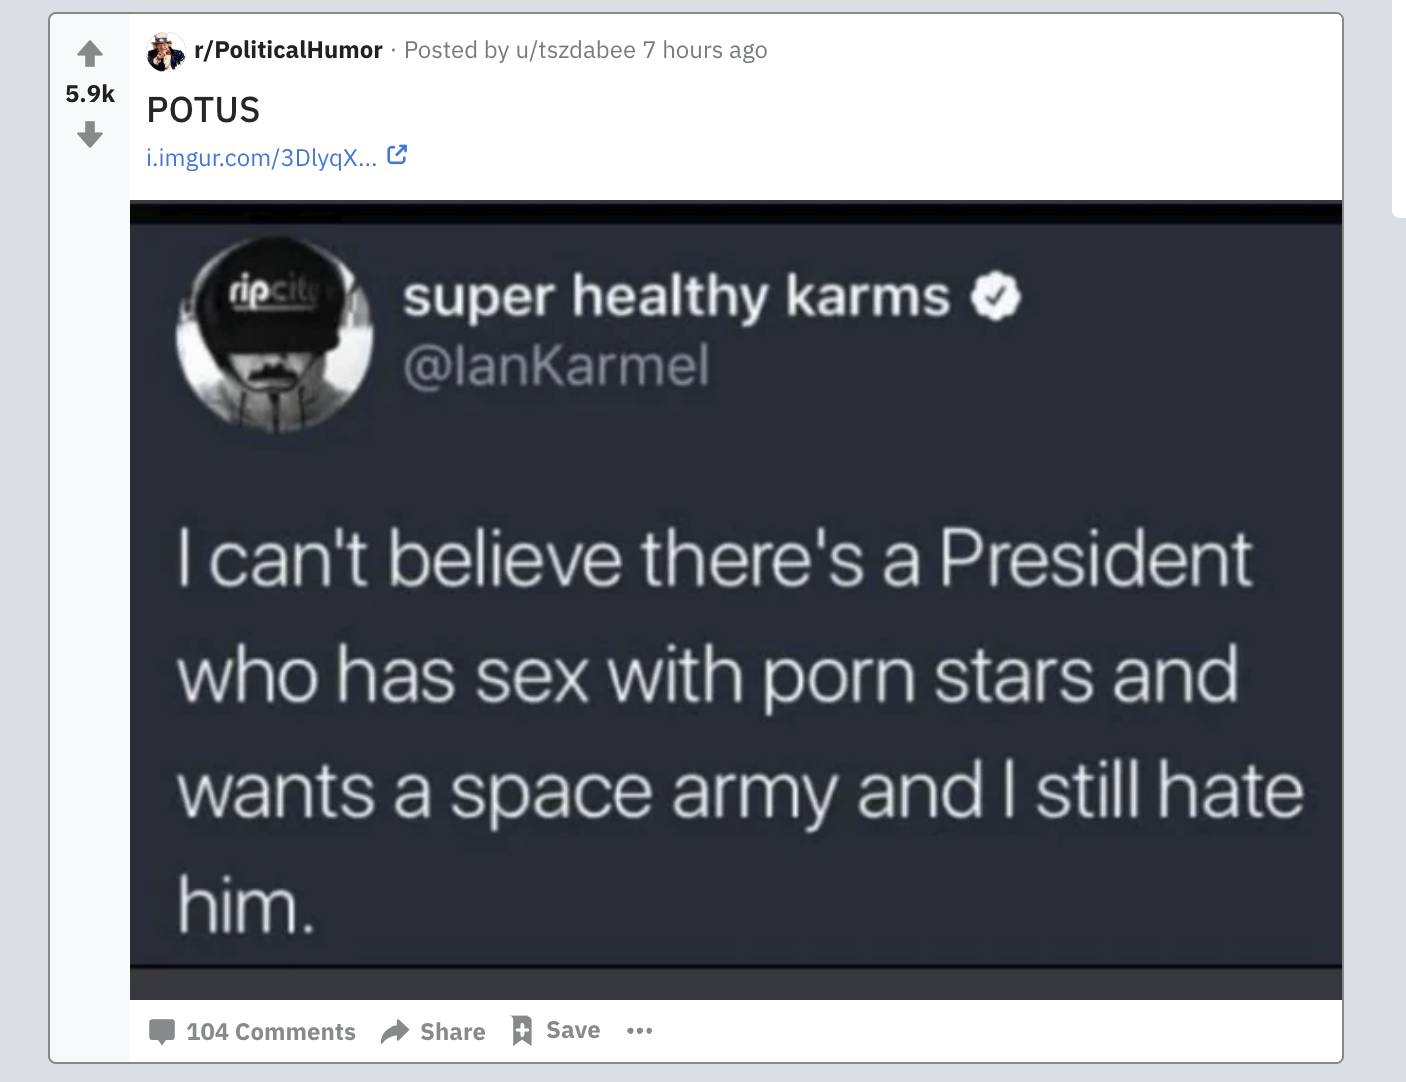 r/PoliticalHumor · Posted by u/tszdabee 7 hours ago
5.9k
POTUS
i.imgur.com/3DlyqX...
ripcity
super healthy karms
@IanKarmel
I can't believe there's a President
who has sex with porn stars and
wants a space army and I still hate
him.
104 Comments Share Save ...